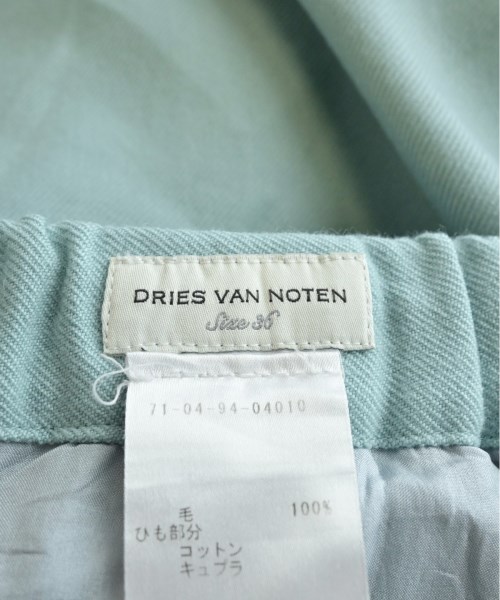 DRIES VAN NOTEN
Size 36
71-04-94-04010
毛 100%
ひも部分
コットン
キュプラ